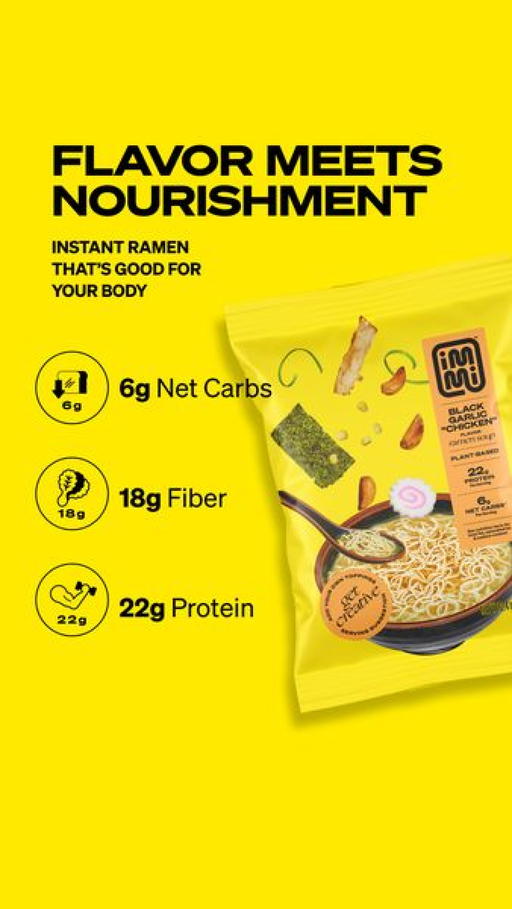 FLAVOR MEETS
NOURISHMENT
INSTANT RAMEN
THAT'S GOOD FOR
YOUR BODY
6g
6g Net Carbs
18g
18g Fiber
22g
22g Protein
immi
BLACK
GARLIC
"CHICKEN"
FLAVOR
ramen soup
PLANT-BASED
22g
PROTEIN
6g
NET CARBS
get
creative